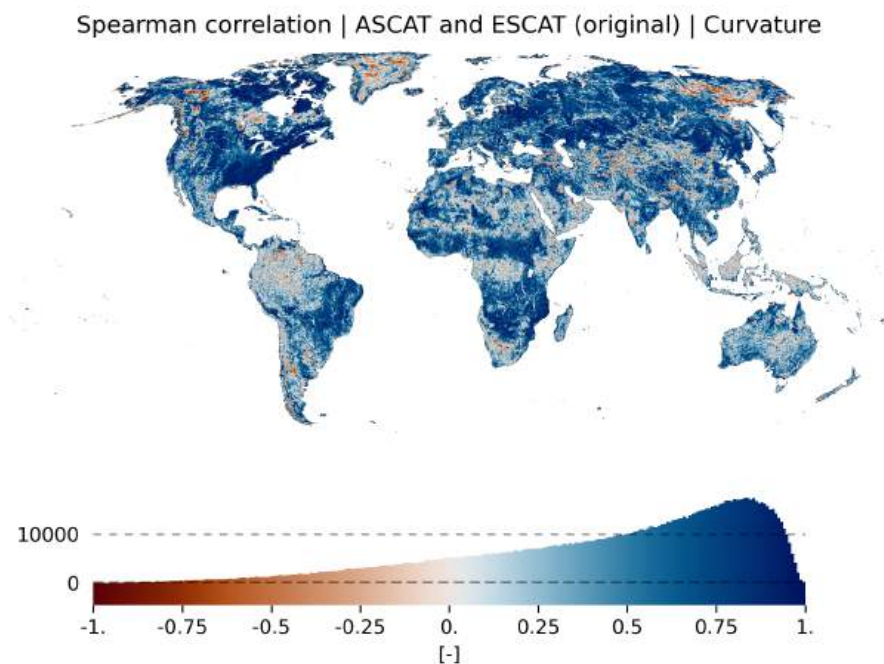 Spearman correlation | ASCAT and ESCAT (original) | Curvature
10000
0
-1. -0.75 -0.5 -0.25 0. 0.25 0.5 0.75 1.
[-]